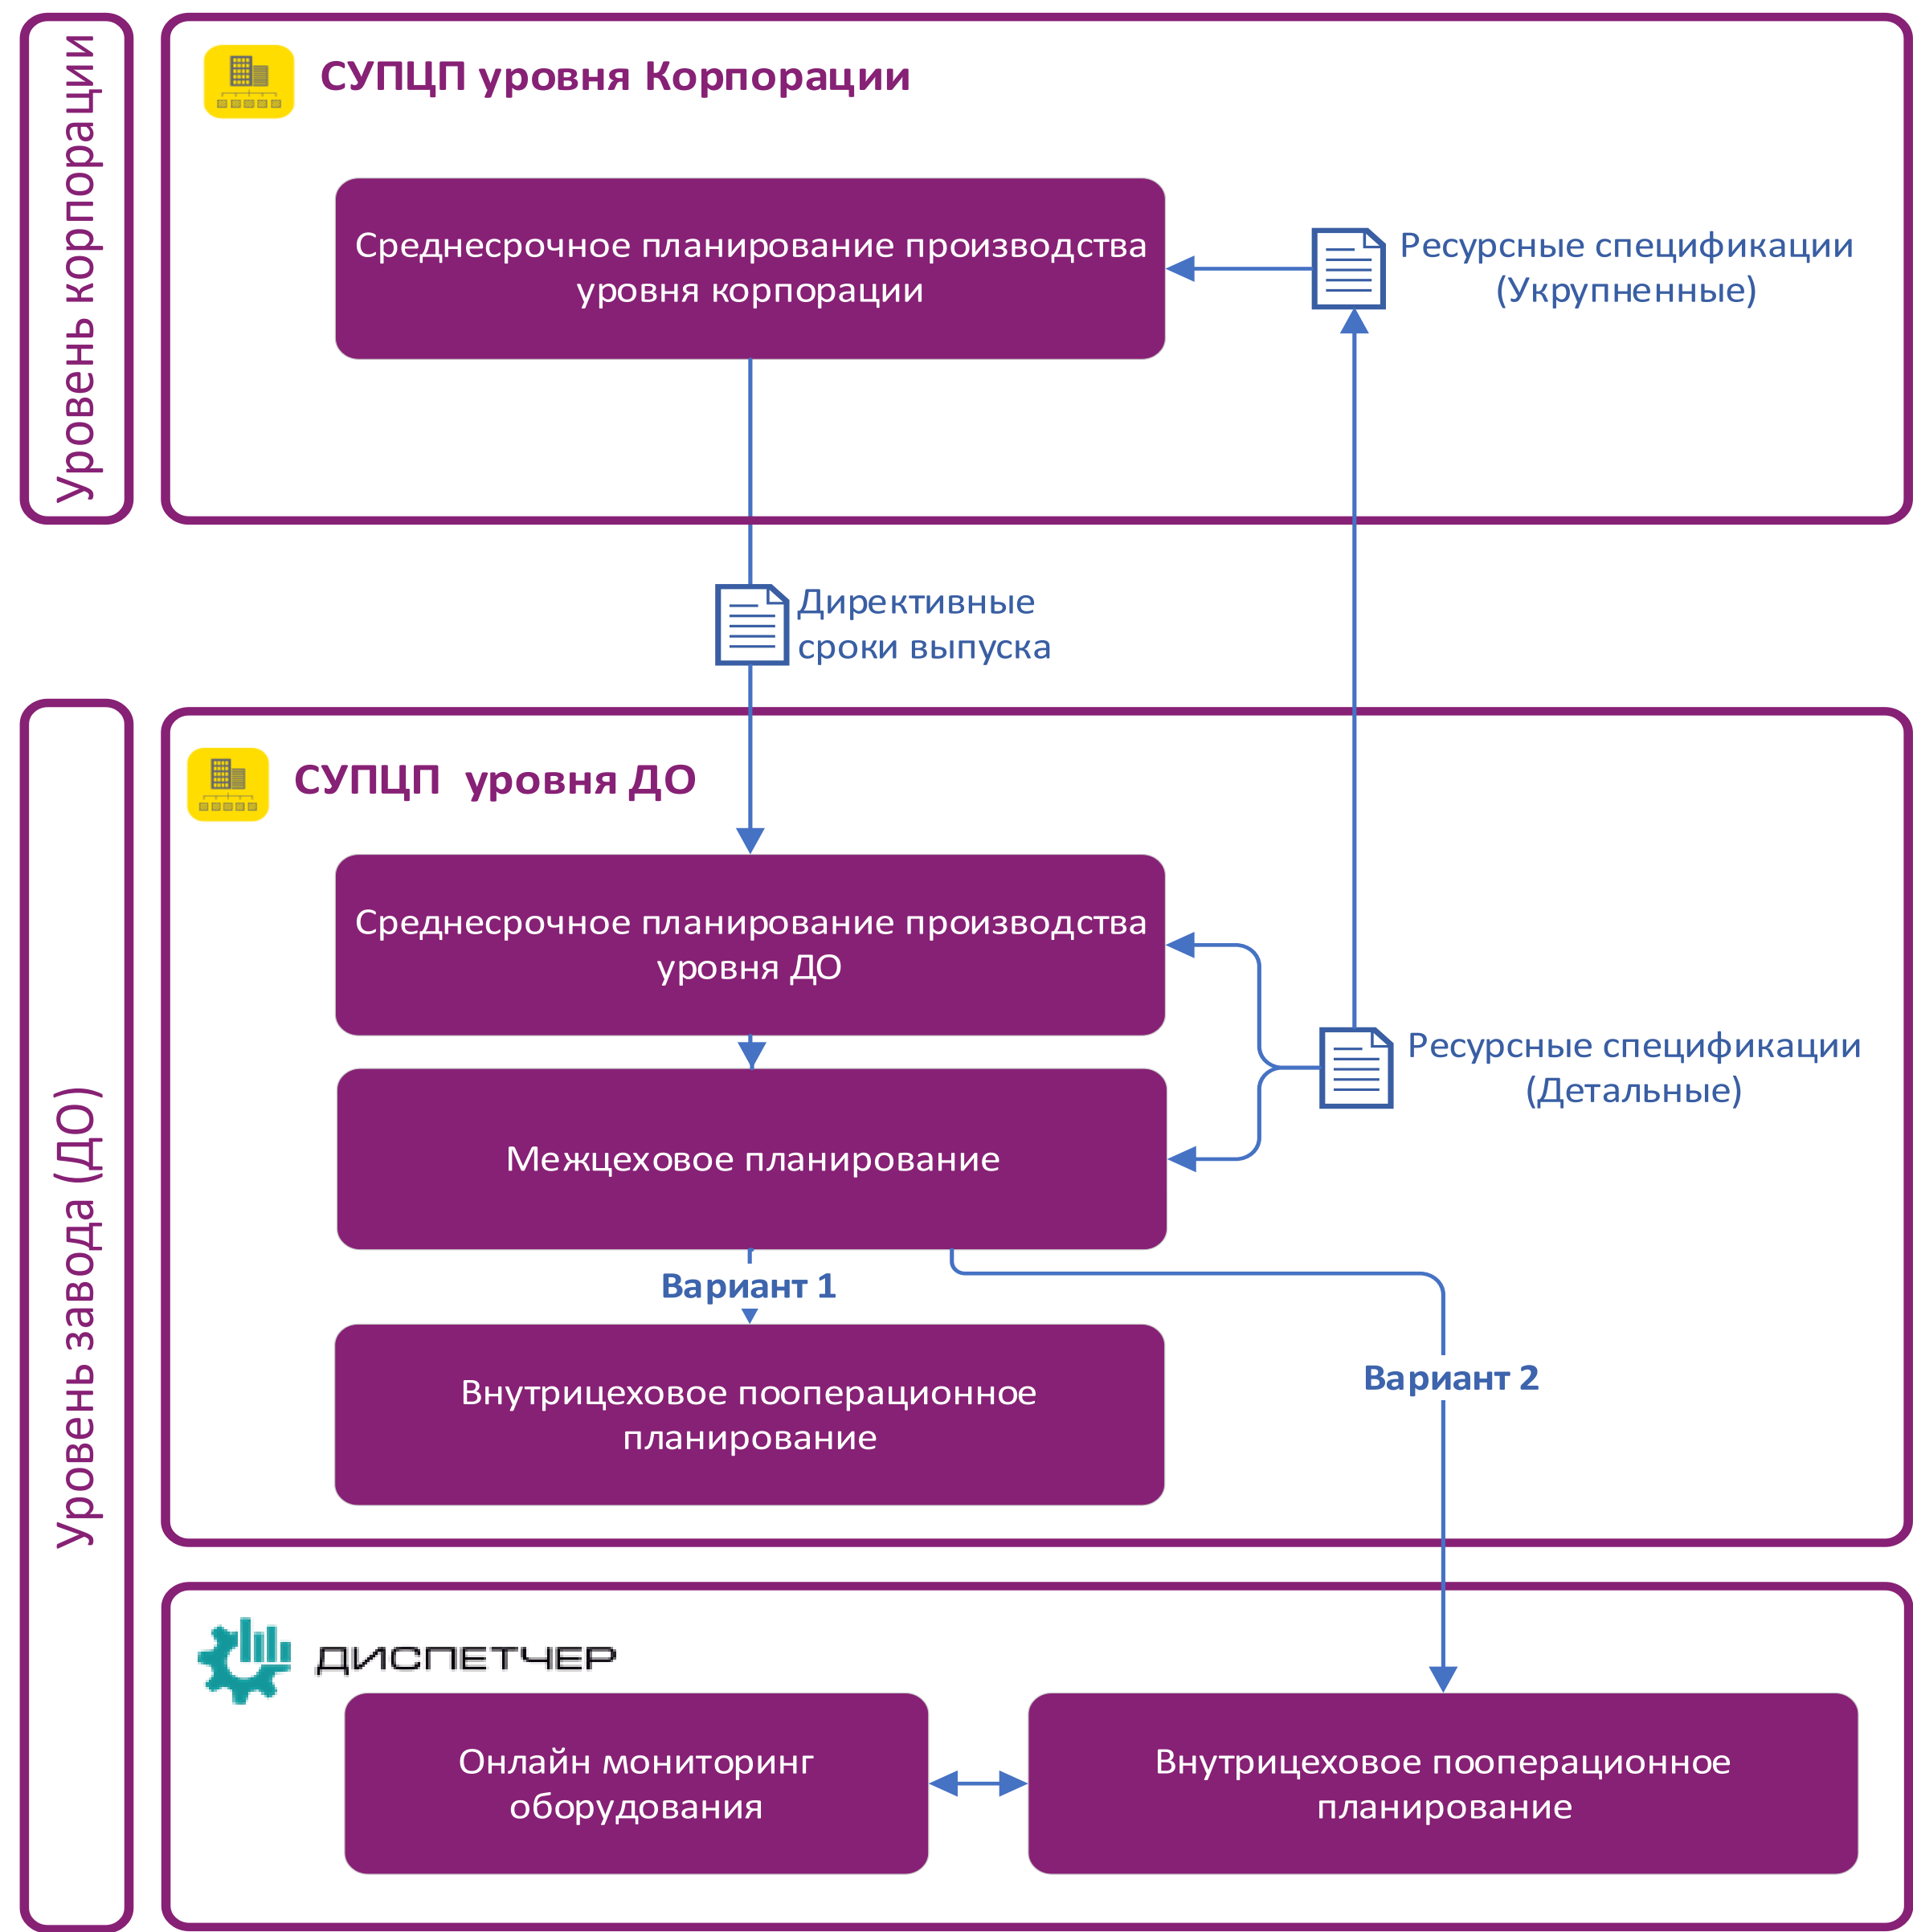 Уровень корпорации
СУПЦП уровня Корпорации
Среднесрочное планирование производства
уровня корпорации
Ресурсные спецификации
(Укрупненные)
Директивные
сроки выпуска
Уровень завода (ДО)
СУПЦП уровня ДО
Среднесрочное планирование производства
уровня ДО
Ресурсные спецификации
(Детальные)
Межцеховое планирование
Вариант 1
Вариант 2
Внутрицеховое пооперационное
планирование
ДИСПЕТЧЕР
Онлайн мониторинг
оборудования
Внутрицеховое пооперационное
планирование